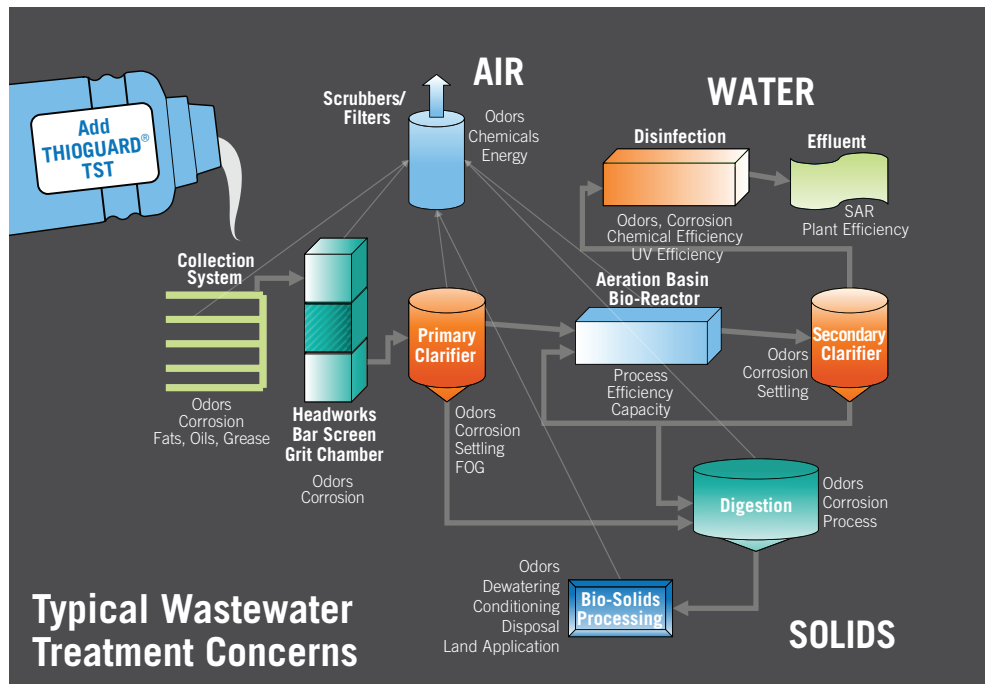 Add
THIOGUARD®
TST
AIR
Scrubbers/
Filters
Odors
Chemicals
Energy
WATER
Disinfection
Odors, Corrosion
Chemical Efficiency
UV Efficiency
Effluent
SAR
Plant Efficiency
Collection
System
Odors
Corrosion
Fats, Oils, Grease
Headworks
Bar Screen
Grit Chamber
Odors
Corrosion
Primary
Clarifier
Odors
Corrosion
Settling
FOG
Aeration Basin
Bio-Reactor
Process
Efficiency
Capacity
Secondary
Clarifier
Odors
Corrosion
Settling
Digestion
Odors
Corrosion
Process
Bio-Solids
Processing
Odors
Dewatering
Conditioning
Disposal
Land Application
SOLIDS
Typical Wastewater
Treatment Concerns